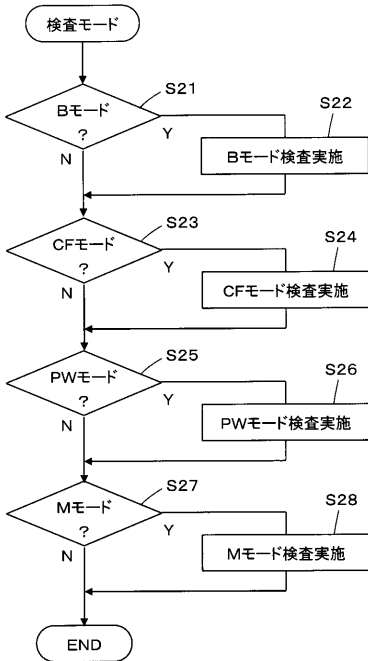 検査モード
S21
Bモード
?
Y
N
S22
Bモード検査実施
S23
CFモード
?
Y
N
S24
CFモード検査実施
S25
PWモード
?
Y
N
S26
PWモード検査実施
S27
Mモード
?
Y
N
S28
Mモード検査実施
END